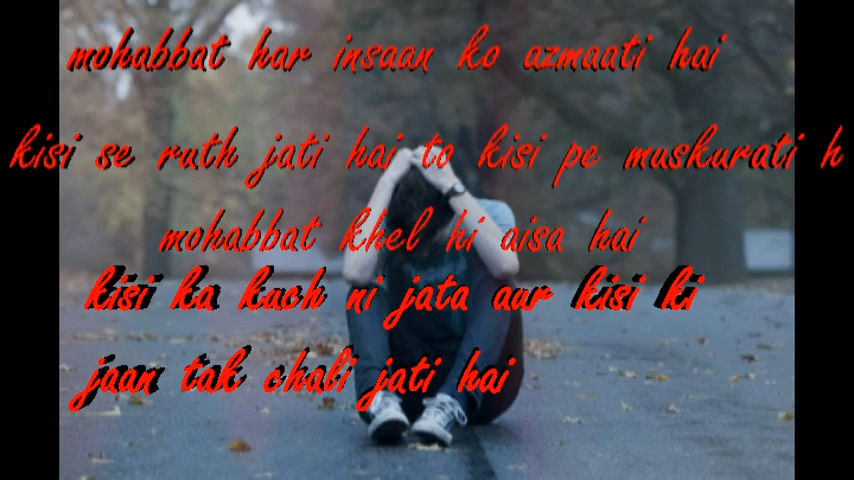 mohabbat har insaan ko azmaati hai
kisi se ruth jati hai to kisi pe muskurati h
mohabbat khel hi aisa hai
kisi ka kuch ni jata aur kisi ki
jaan tak chali jati hai